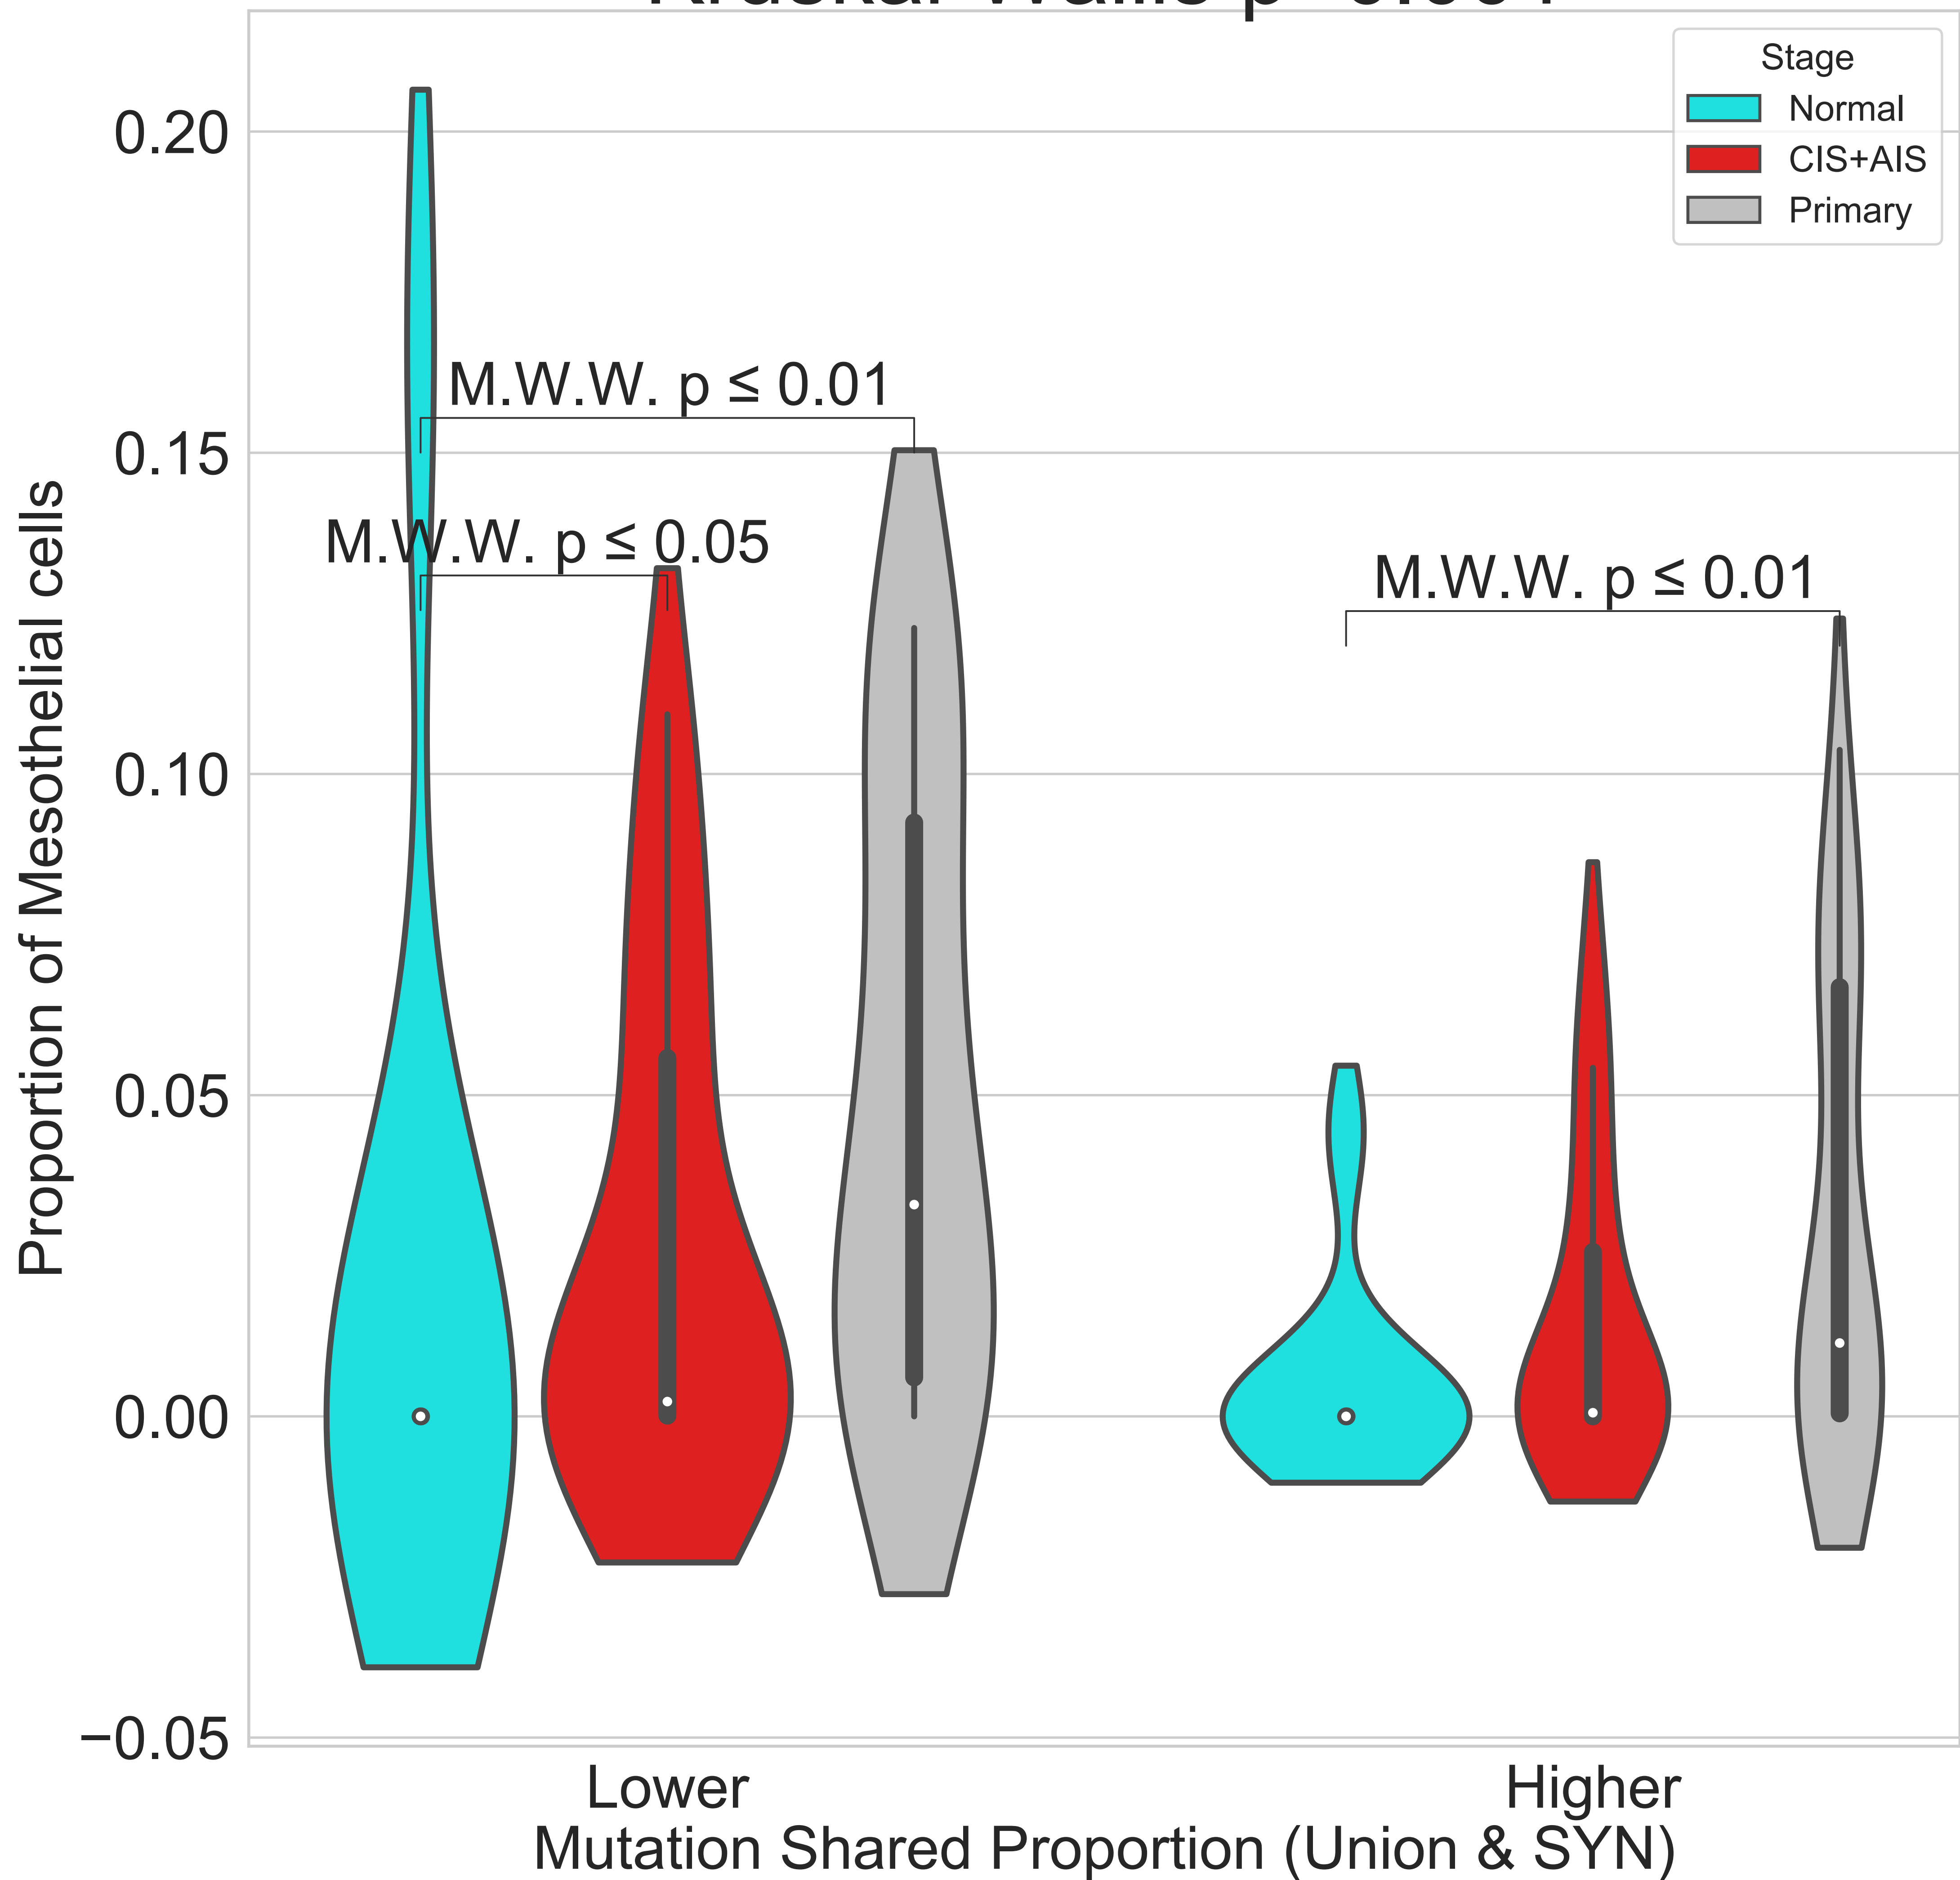 Stage
Normal
CIS+AIS
Primary
0.20
0.15
0.10
0.05
0.00
−0.05
Proportion of Mesothelial cells
M.W.W. p ≤ 0.01
M.W.W. p ≤ 0.05
M.W.W. p ≤ 0.01
Lower
Higher
Mutation Shared Proportion (Union & SYN)